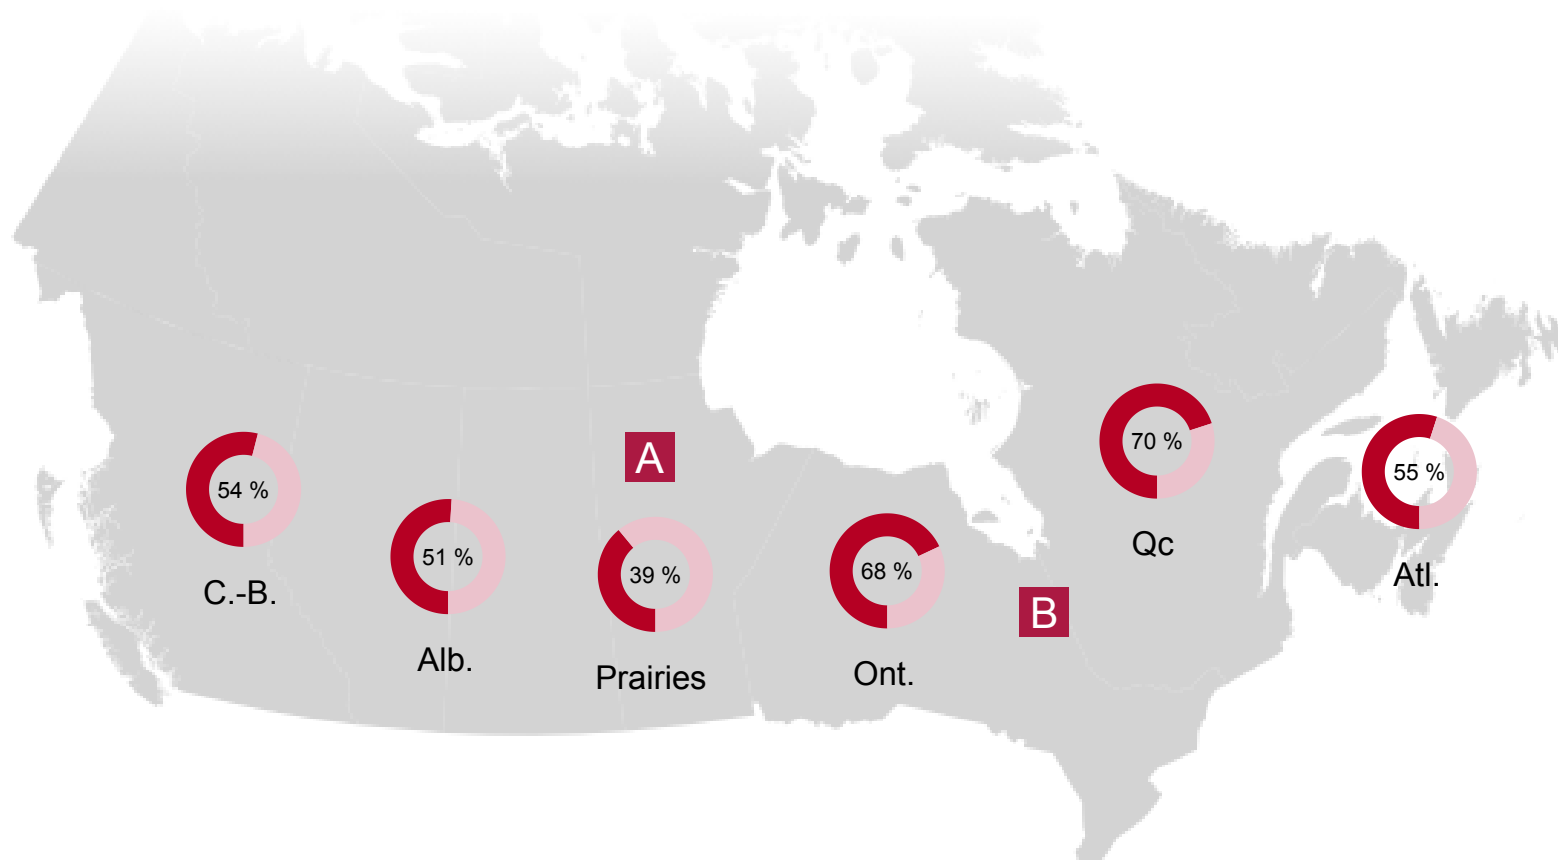 54 %
C.-B.
51 %
Alb.
A
39 %
Prairies
68 %
Ont.
B
70 %
Qc
55 %
Atl.